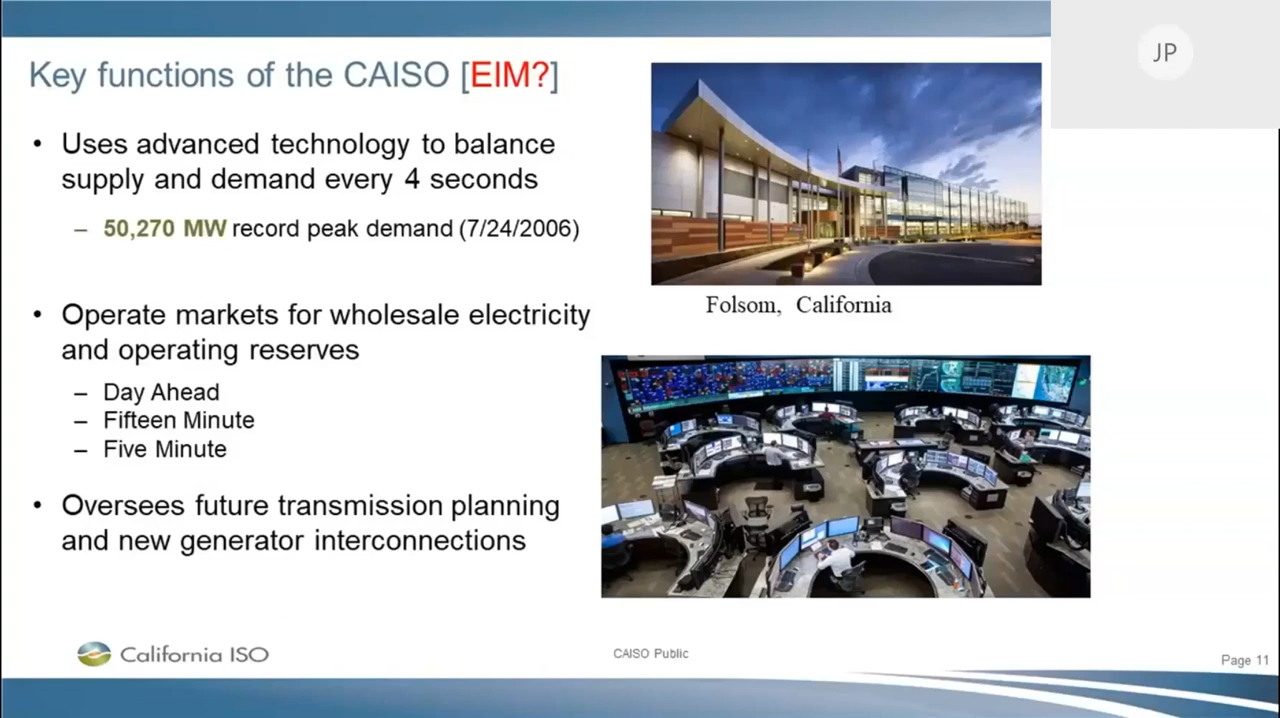 Key functions of the CAISO [EIM?]
• Uses advanced technology to balance
supply and demand every 4 seconds
– 50,270 MW record peak demand (7/24/2006)
• Operate markets for wholesale electricity
and operating reserves
– Day Ahead
– Fifteen Minute
– Five Minute
• Oversees future transmission planning
and new generator interconnections
JP
Folsom, California
California ISO
CAISO Public
Page 11